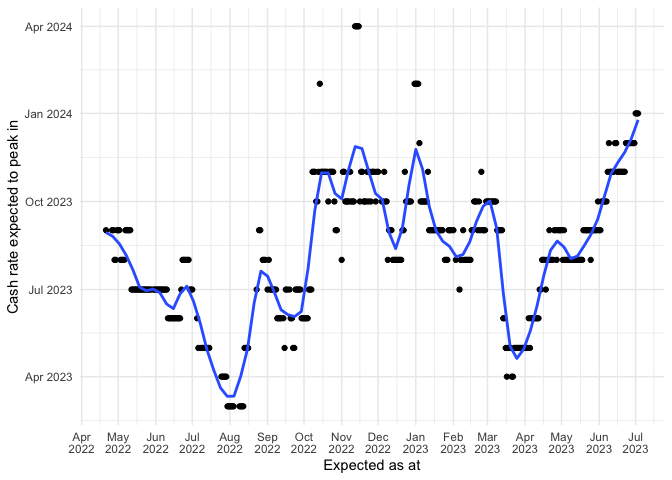 Apr 2024
Jan 2024
Oct 2023
Jul 2023
Apr 2023
Cash rate expected to peak in
Apr May Jun Jul Aug Sep Oct Nov Dec Jan Feb Mar Apr May Jun Jul
2022 2022 2022 2022 2022 2022 2022 2022 2022 2023 2023 2023 2023 2023 2023 2023
Expected as at